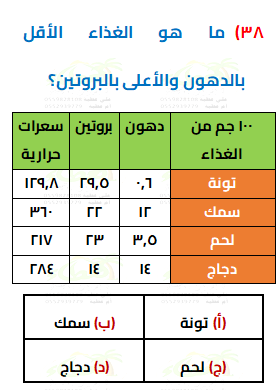 ٣٨) ما هو الغذاء الأقل
بالدهون والأعلى بالبروتين؟
١٠٠ جم من الغذاء دهون بروتين سعرات حرارية
تونة ٠,٦ ٢٩,٥ ١٢٩,٨
سمك ١٢ ٢٢ ٣٦٠
لحم ٣,٥ ٢٣ ٢١٧
دجاج ١٤ ١٤ ٢٨٤
(أ) تونة (ب) سمك
(ج) لحم (د) دجاج